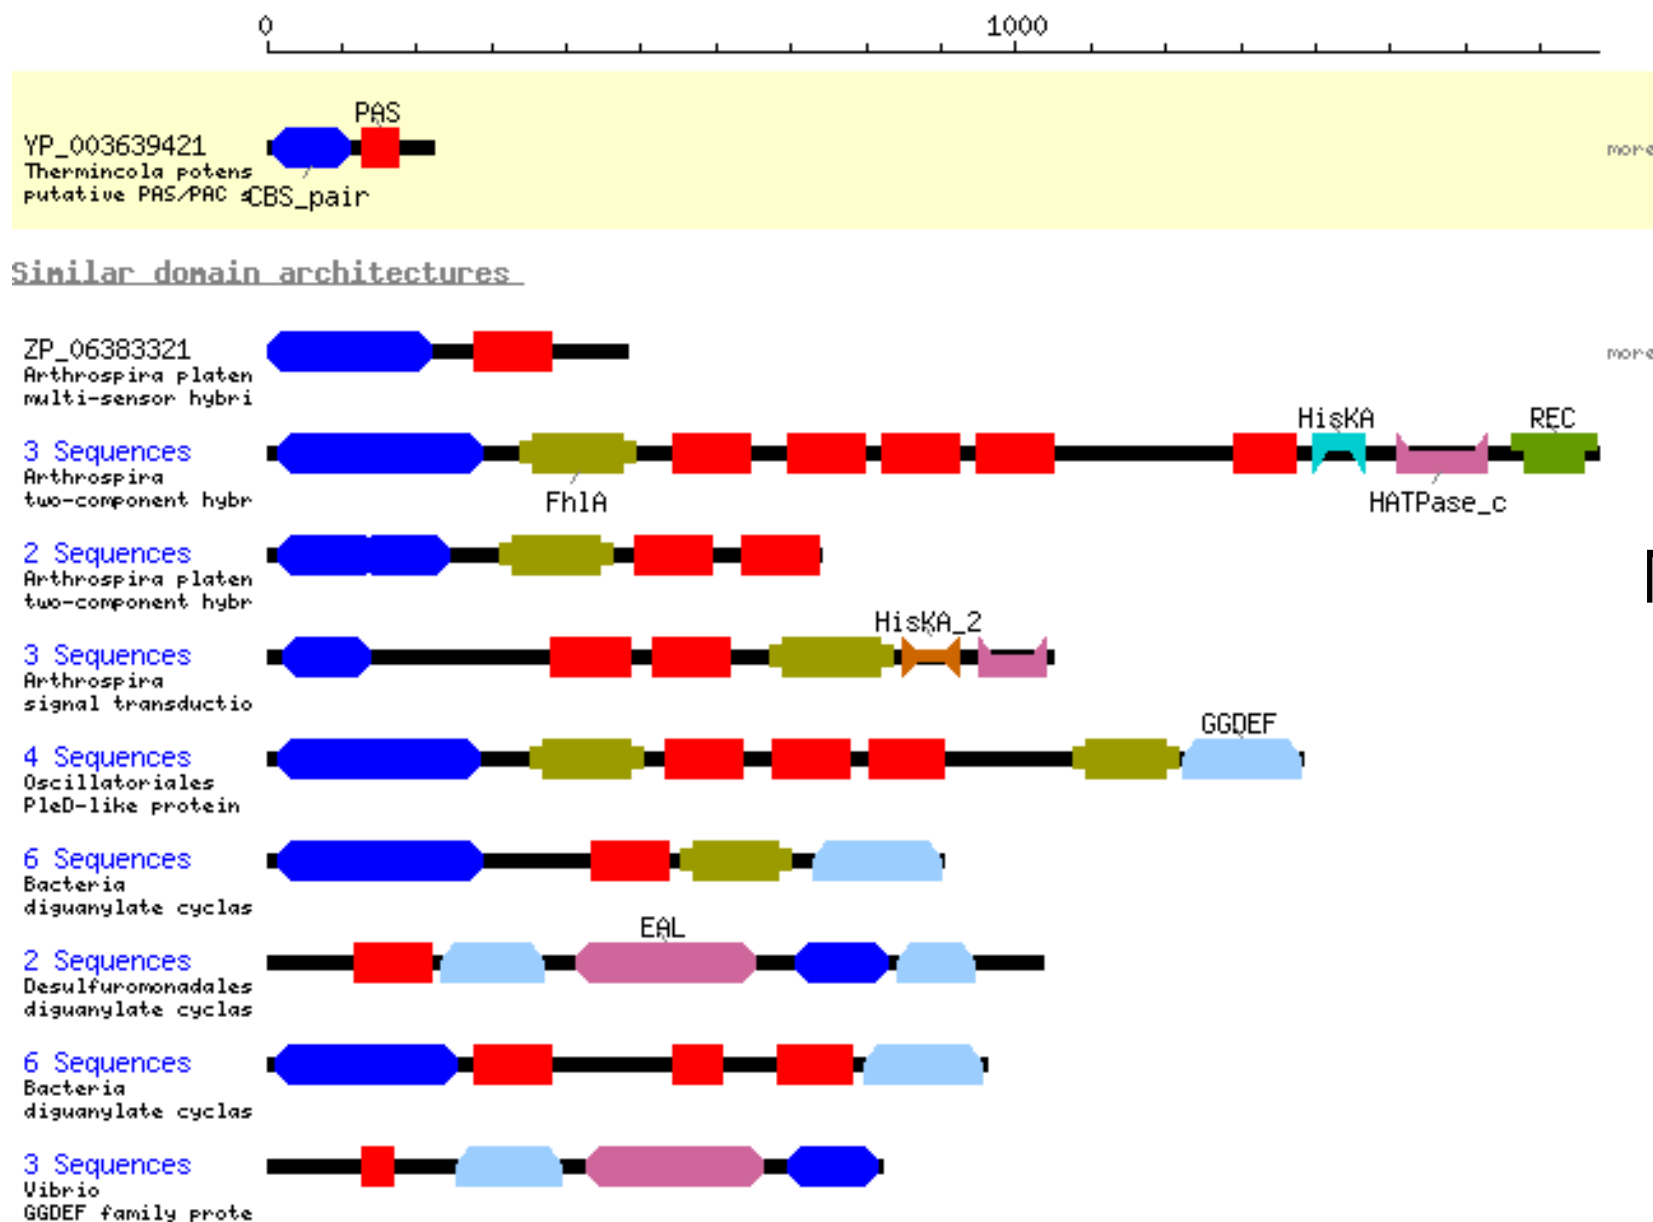 0 1000
PAS
YP_003639421
Thermincola potens
putative PAS/PAC s
CBS_pair
more
Similar domain architectures
ZP_06383321
Arthrospira platen
multi-sensor hybri
more
HisKA REC
3 Sequences
Arthrospira
two-component hybr
FhlA HATPase_c
2 Sequences
Arthrospira platen
two-component hybr
HisKA_2
3 Sequences
Arthrospira
signal transductio
GGDEF
4 Sequences
Oscillatoriales
PleD-like protein
6 Sequences
Bacteria
diguanylate cyclas
EAL
2 Sequences
Desulfuromonadales
diguanylate cyclas
6 Sequences
Bacteria
diguanylate cyclas
3 Sequences
Vibrio
GGDEF family prote